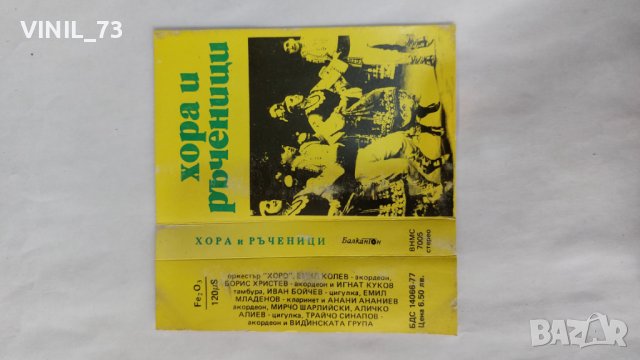 VINIL_73
хора и
ръченици
ХОРА и РЪЧЕНИЦИ
Балкантон
ВНМС
7005
стерео
Fe₂O₃
120µS
оркестър "ХОРО", ЕМИЛ КОЛЕВ - акордеон,
БОРИС ХРИСТЕВ - акордеон и ИГНАТ КУКОВ
тамбура, ИВАН БОЙЧЕВ - цигулка, ЕМИЛ
МЛАДЕНОВ - кларинет и АНАНИ АНАНИЕВ
акордеон, МИРЧО ШАРЛИЙСКИ, АЛИЧКО
АЛИЕВ - цигулка, ТРАЙЧО СИНАПОВ -
акордеон и ВИДИНСКАТА ГРУПА
БДС 14066-77
Цена 6.50 лв.
bazar